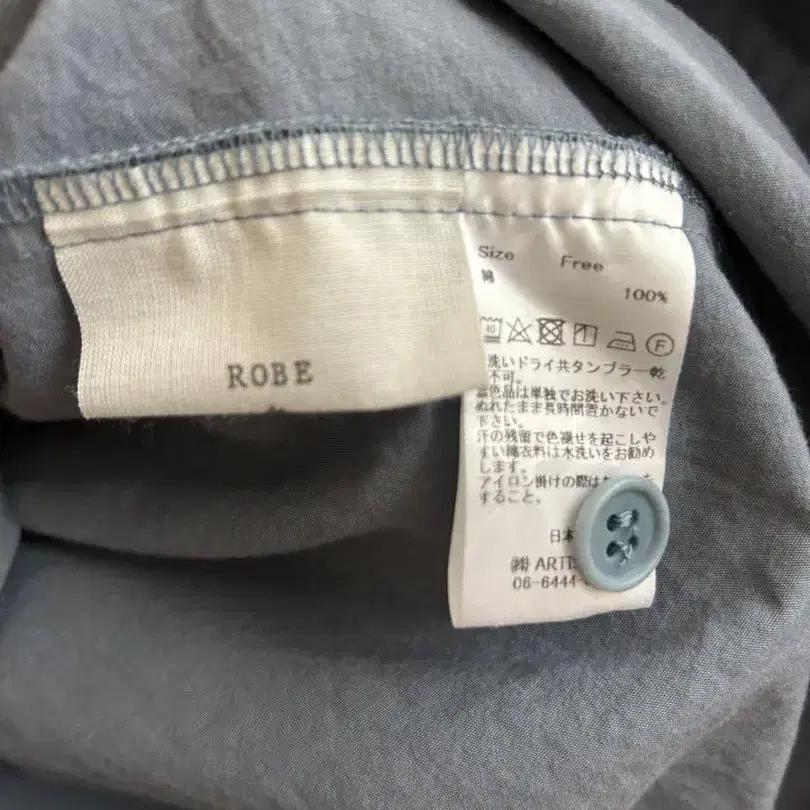 ROBE
Size Free
綿
100%
40 F
洗いドライ共タンブラー乾
不可。
色品は単独でお洗い下さい。
ぬれたまま長時間置かないで
下さい。
汗の残留で色褪せを起こしや
すい綿衣料は水洗いをお勧め
します。
アイロン掛けの際は
すること。
日本
㈱ ARTI
06-6444-